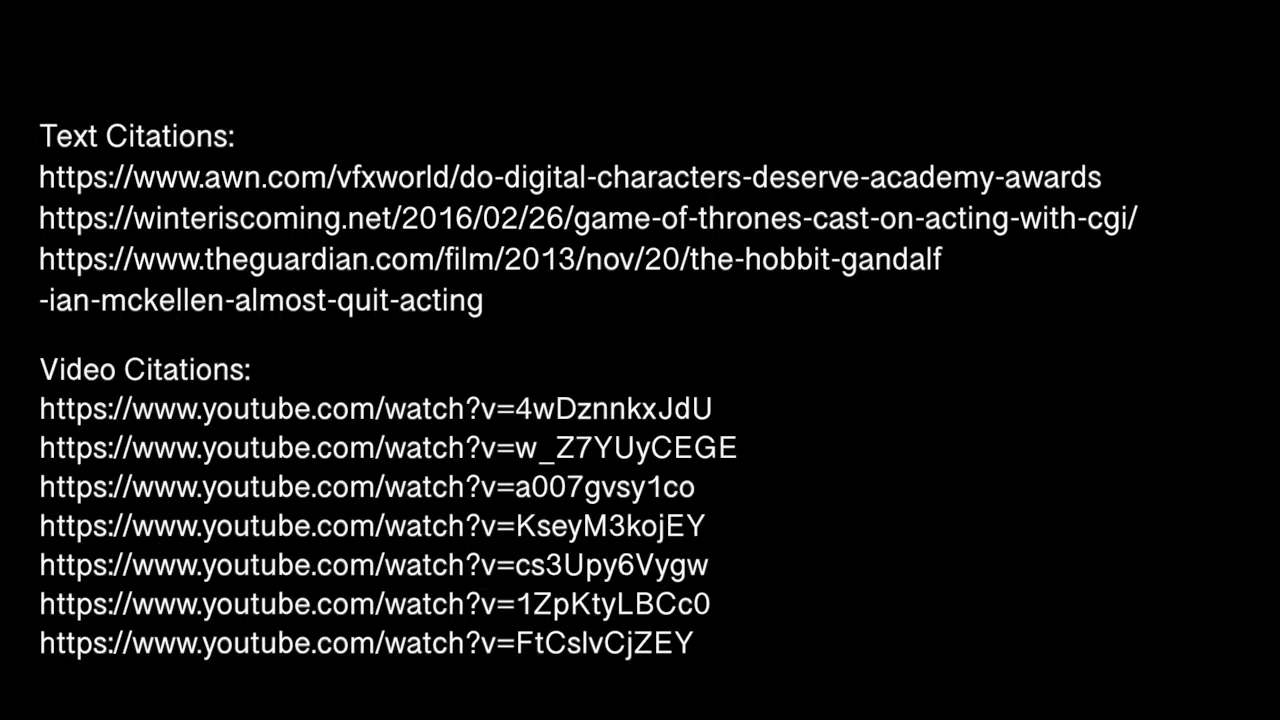 Text Citations:
https://www.awn.com/vfxworld/do-digital-characters-deserve-academy-awards
https://winteriscoming.net/2016/02/26/game-of-thrones-cast-on-acting-with-cgi/
https://www.theguardian.com/film/2013/nov/20/the-hobbit-gandalf
-ian-mckellen-almost-quit-acting
Video Citations:
https://www.youtube.com/watch?v=4wDznnkxJdU
https://www.youtube.com/watch?v=w_Z7YUyCEGE
https://www.youtube.com/watch?v=a007gvsy1co
https://www.youtube.com/watch?v=KseyM3kojEY
https://www.youtube.com/watch?v=cs3Upy6Vygw
https://www.youtube.com/watch?v=1ZpKtyLBCc0
https://www.youtube.com/watch?v=FtCslvCjZEY